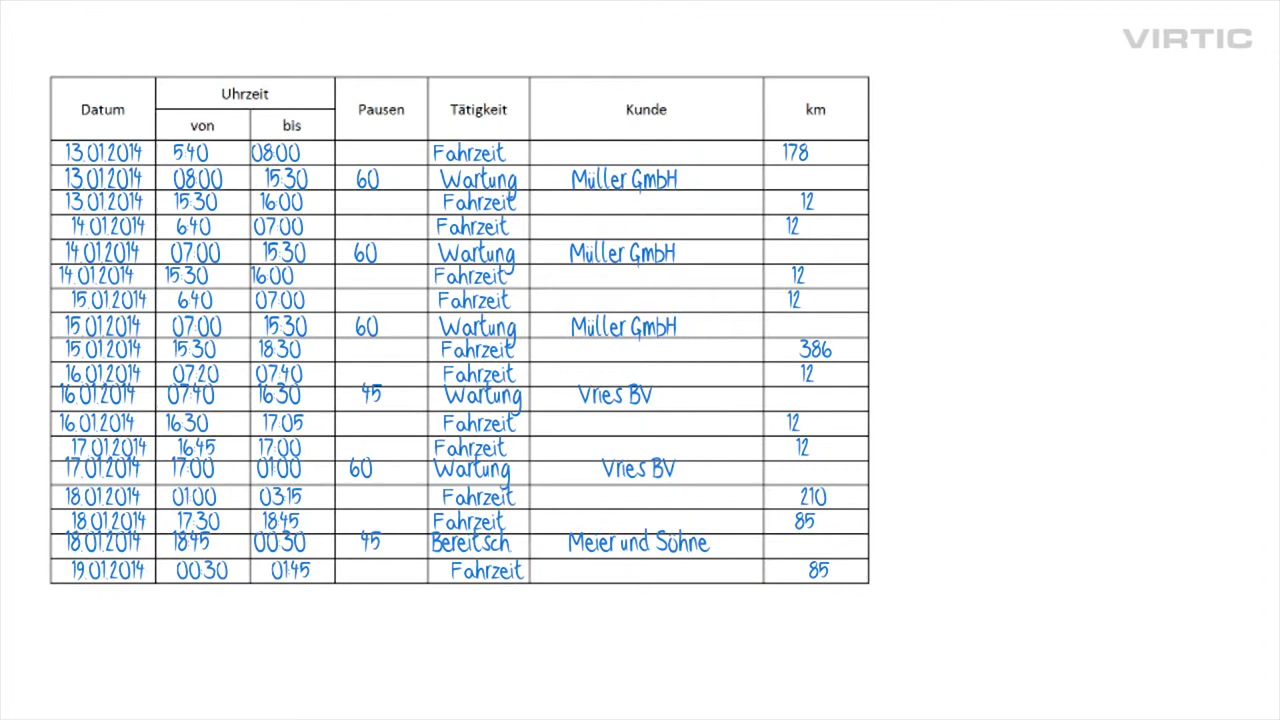 VIRTIC
Datum Uhrzeit Pausen Tätigkeit Kunde km
von bis
13.01.2014 5:40 08:00 Fahrzeit 178
13.01.2014 08:00 15:30 60 Wartung Müller GmbH
13.01.2014 15:30 16:00 Fahrzeit 12
14.01.2014 6:40 07:00 Fahrzeit 12
14.01.2014 07:00 15:30 60 Wartung Müller GmbH
14.01.2014 15:30 16:00 Fahrzeit 12
15.01.2014 6:40 07:00 Fahrzeit 12
15.01.2014 07:00 15:30 60 Wartung Müller GmbH
15.01.2014 15:30 18:30 Fahrzeit 386
16.01.2014 07:20 07:40 Fahrzeit 12
16.01.2014 07:40 16:30 45 Wartung Vries BV
16.01.2014 16:30 17:05 Fahrzeit 12
17.01.2014 16:45 17:00 Fahrzeit 12
17.01.2014 17:00 01:00 60 Wartung Vries BV
18.01.2014 01:00 03:15 Fahrzeit 210
18.01.2014 17:30 18:45 Fahrzeit 85
18.01.2014 18:45 00:30 45 Bereitsch Meier und Söhne
19.01.2014 00:30 01:45 Fahrzeit 85